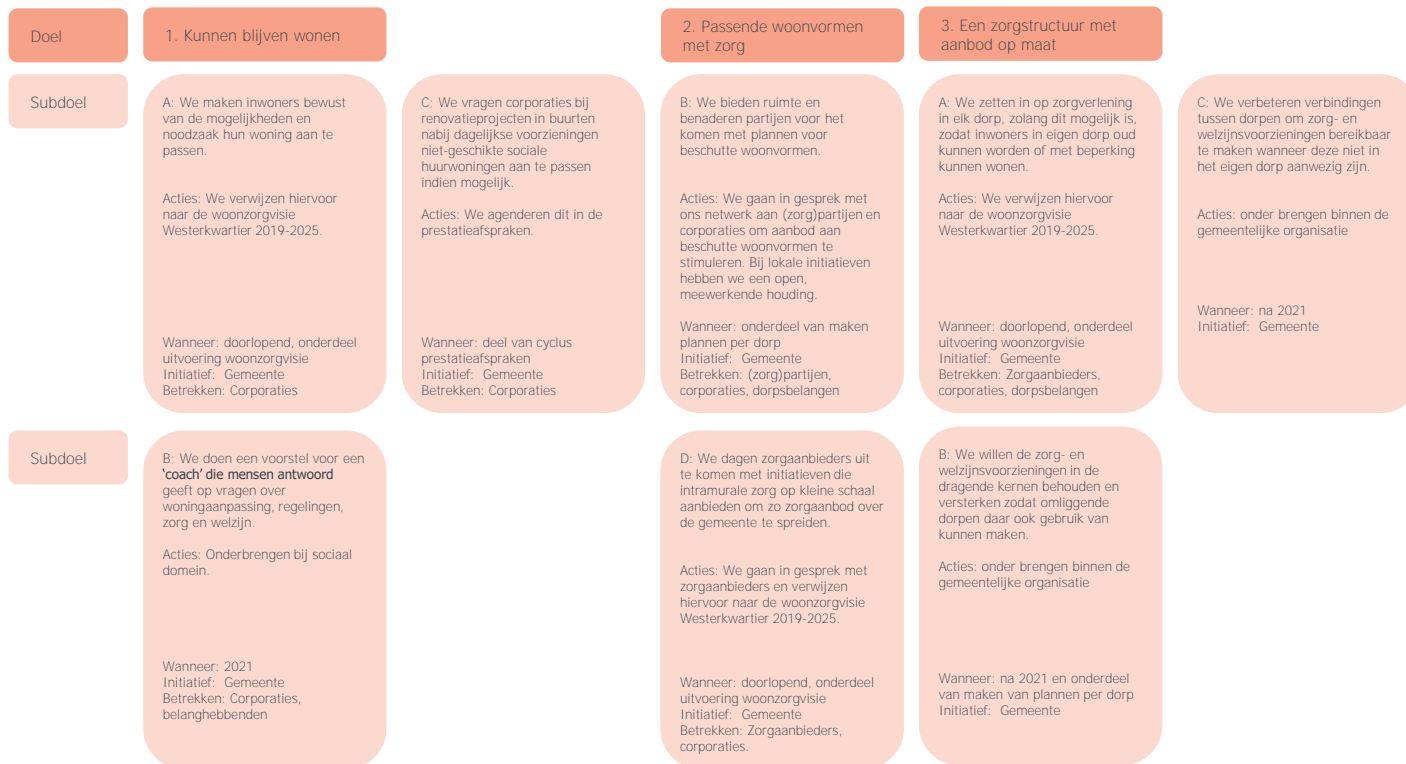 Doel
1. Kunnen blijven wonen
2. Passende woonvormen
met zorg
3. Een zorgstructuur met
aanbod op maat
Subdoel
A: We maken inwoners bewust
van de mogelijkheden en
noodzaak hun woning aan te
passen.
Acties: We verwijzen hiervoor
naar de woonzorgvisie
Westerkwartier 2019-2025.
Wanneer: doorlopend, onderdeel
uitvoering woonzorgvisie
Initiatief: Gemeente
Betrekken: Corporaties
C: We vragen corporaties bij
renovatieprojecten in buurten
nabij dagelijkse voorzieningen
niet-geschikte sociale
huurwoningen aan te passen
indien mogelijk.
Acties: We agenderen dit in de
prestatieafspraken.
Wanneer: deel van cyclus
prestatieafspraken
Initiatief: Gemeente
Betrekken: Corporaties
B: We bieden ruimte en
benaderen partijen voor het
komen met plannen voor
beschutte woonvormen.
Acties: We gaan in gesprek met
ons netwerk aan (zorg)partijen en
corporaties om aanbod aan
beschutte woonvormen te
stimuleren. Bij lokale initiatieven
hebben we een open,
meewerkende houding.
Wanneer: onderdeel van maken
plannen per dorp
Initiatief: Gemeente
Betrekken: (zorg)partijen,
corporaties, dorpsbelangen
A: We zetten in op zorgverlening
in elk dorp, zolang dit mogelijk is,
zodat inwoners in eigen dorp oud
kunnen worden of met beperking
kunnen wonen.
Acties: We verwijzen hiervoor
naar de woonzorgvisie
Westerkwartier 2019-2025.
Wanneer: doorlopend, onderdeel
uitvoering woonzorgvisie
Initiatief: Gemeente
Betrekken: Zorgaanbieders,
corporaties, dorpsbelangen
C: We verbeteren verbindingen
tussen dorpen om zorg- en
welzijnsvoorzieningen bereikbaar
te maken wanneer deze niet in
het eigen dorp aanwezig zijn.
Acties: onder brengen binnen de
gemeentelijke organisatie
Wanneer: na 2021
Initiatief: Gemeente
Subdoel
B: We doen een voorstel voor een
‘coach’ die mensen antwoord
geeft op vragen over
woningaanpassing, regelingen,
zorg en welzijn.
Acties: Onderbrengen bij sociaal
domein.
Wanneer: 2021
Initiatief: Gemeente
Betrekken: Corporaties,
belanghebbenden
D: We dagen zorgaanbieders uit
te komen met initiatieven die
intramurale zorg op kleine schaal
aanbieden om zo zorgaanbod over
de gemeente te spreiden.
Acties: We gaan in gesprek met
zorgaanbieders en verwijzen
hiervoor naar de woonzorgvisie
Westerkwartier 2019-2025.
Wanneer: doorlopend, onderdeel
uitvoering woonzorgvisie
Initiatief: Gemeente
Betrekken: Zorgaanbieders,
corporaties.
B: We willen de zorg- en
welzijnsvoorzieningen in de
dragende kernen behouden en
versterken zodat omliggende
dorpen daar ook gebruik van
kunnen maken.
Acties: onder brengen binnen de
gemeentelijke organisatie
Wanneer: na 2021 en onderdeel
van maken van plannen per dorp
Initiatief: Gemeente